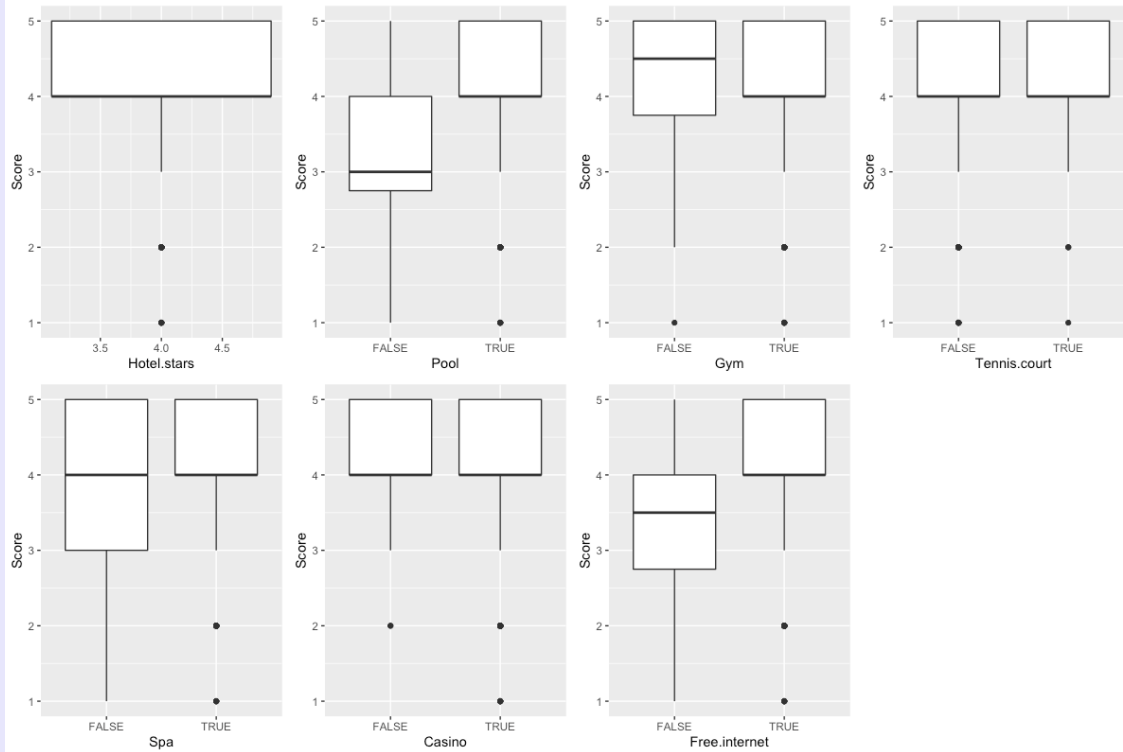 Score
5
4
3
2
1
3.5 4.0 4.5
Hotel.stars
Score
5
4
3
2
1
FALSE TRUE
Pool
Score
5
4
3
2
1
FALSE TRUE
Gym
Score
5
4
3
2
1
FALSE TRUE
Tennis.court
Score
5
4
3
2
1
FALSE TRUE
Spa
Score
5
4
3
2
1
FALSE TRUE
Casino
Score
5
4
3
2
1
FALSE TRUE
Free.internet